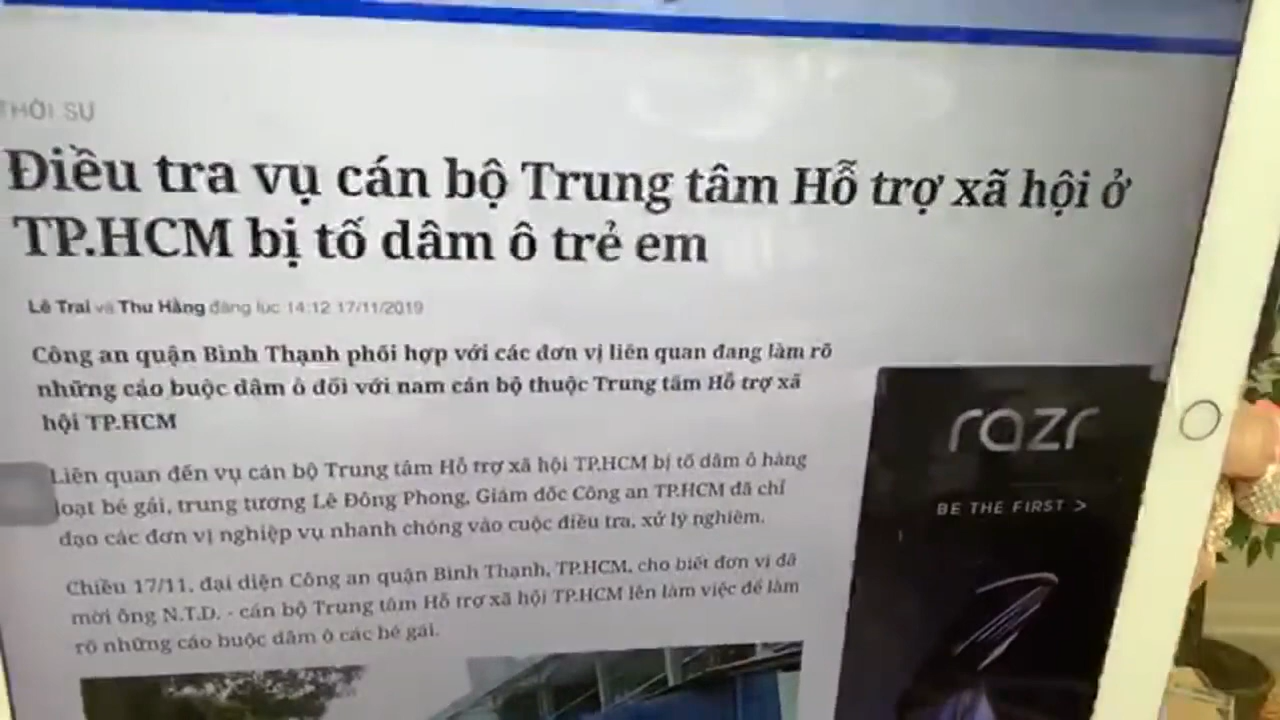 THỜI SỰ
Điều tra vụ cán bộ Trung tâm Hỗ trợ xã hội ở
TP.HCM bị tố dâm ô trẻ em
Lê Trai và Thu Hằng đăng lúc 14:12 17/11/2019
Công an quận Bình Thạnh phối hợp với các đơn vị liên quan đang làm rõ
những cáo buộc dâm ô đối với nam cán bộ thuộc Trung tâm Hỗ trợ xã
hội TP.HCM
Liên quan đến vụ cán bộ Trung tâm Hỗ trợ xã hội TP.HCM bị tố dâm ô hàng
loạt bé gái, trung tướng Lê Đông Phong, Giám đốc Công an TP.HCM đã chỉ
đạo các đơn vị nghiệp vụ nhanh chóng vào cuộc điều tra, xử lý nghiêm.
Chiều 17/11, đại diện Công an quận Bình Thạnh, TP.HCM, cho biết đơn vị đã
mời ông N.T.D. - cán bộ Trung tâm Hỗ trợ xã hội TP.HCM lên làm việc để làm
rõ những cáo buộc dâm ô các bé gái.
razr
BE THE FIRST >